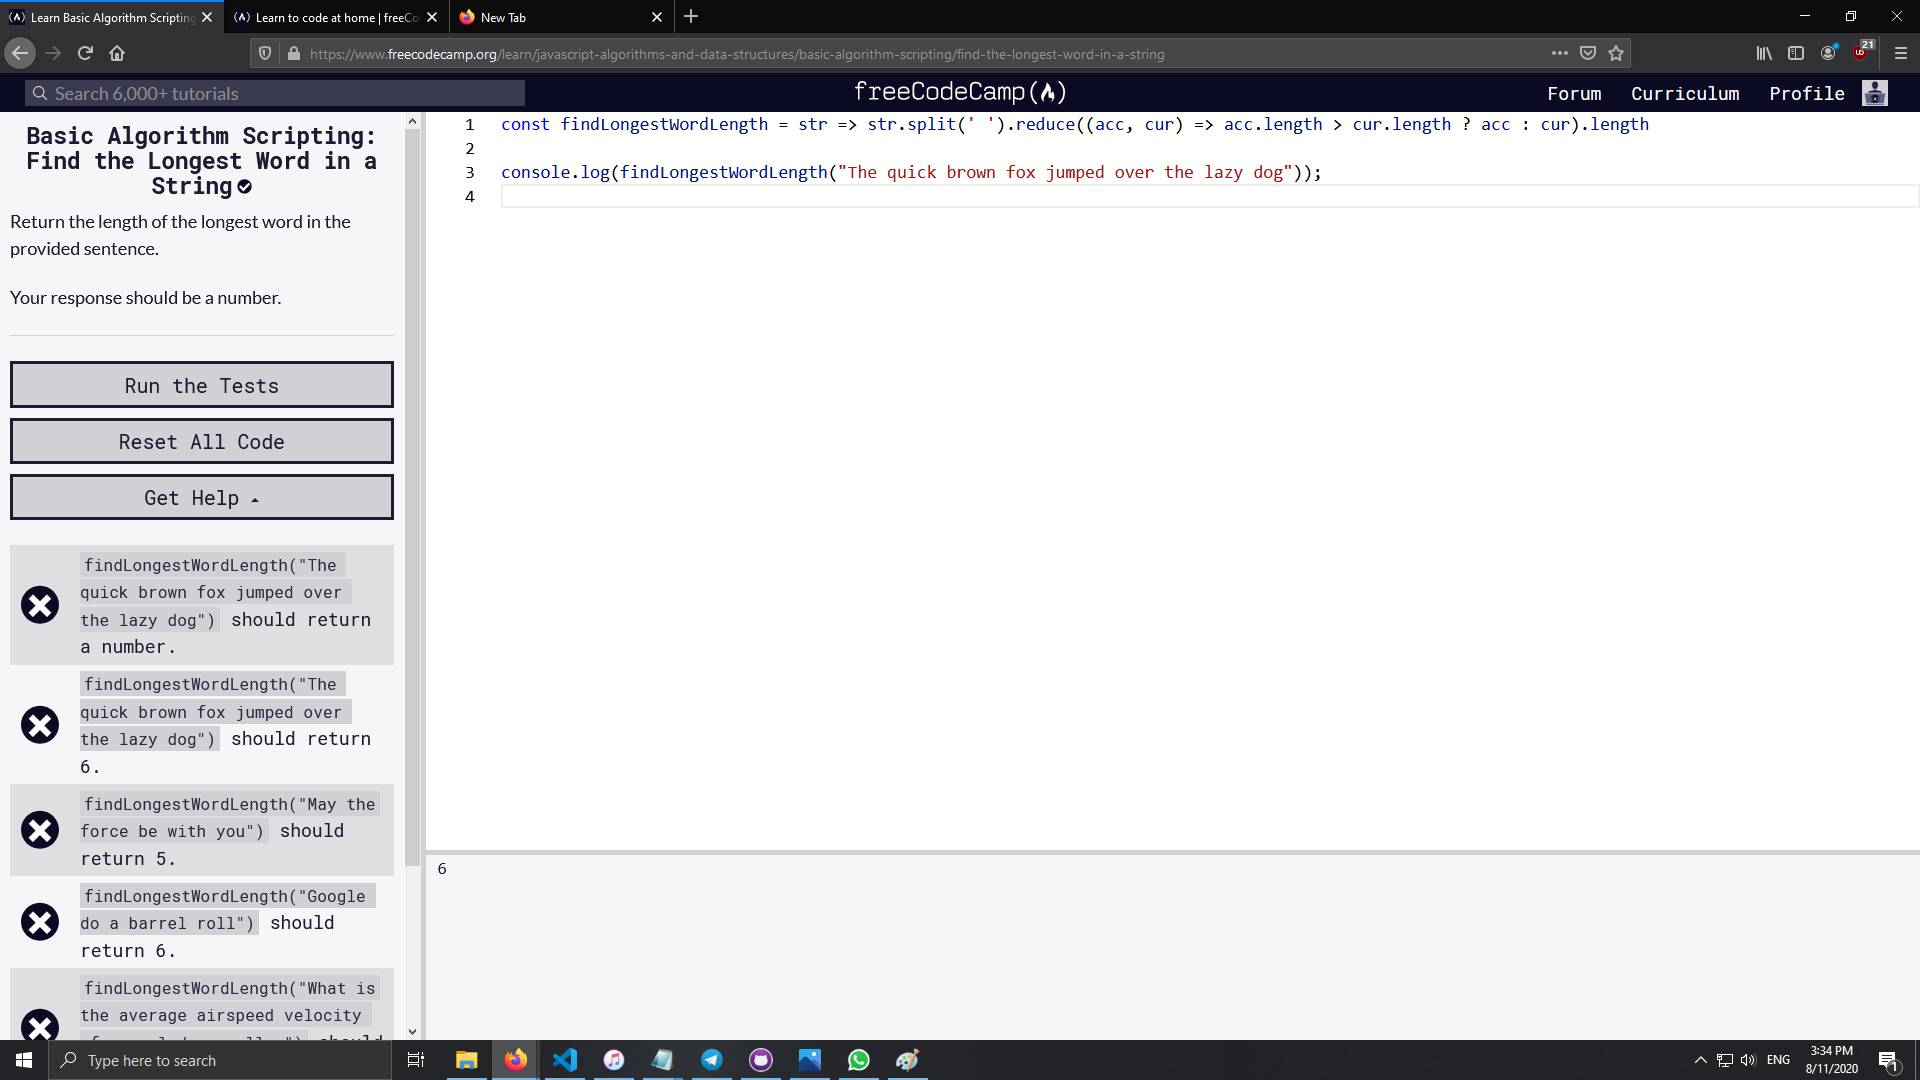 Learn Basic Algorithm Scripting
Learn to code at home | freeCo
New Tab
https://www.freecodecamp.org/learn/javascript-algorithms-and-data-structures/basic-algorithm-scripting/find-the-longest-word-in-a-string
21
Search 6,000+ tutorials
freeCodeCamp
Forum
Curriculum
Profile
Basic Algorithm Scripting:
Find the Longest Word in a
String
Return the length of the longest word in the
provided sentence.
Your response should be a number.
Run the Tests
Reset All Code
Get Help
findLongestWordLength("The
quick brown fox jumped over
the lazy dog") should return
a number.
findLongestWordLength("The
quick brown fox jumped over
the lazy dog") should return
6.
findLongestWordLength("May the
force be with you") should
return 5.
findLongestWordLength("Google
do a barrel roll") should
return 6.
findLongestWordLength("What is
the average airspeed velocity
1 const findLongestWordLength = str => str.split(' ').reduce((acc, cur) => acc.length > cur.length ? acc : cur).length
2
3 console.log(findLongestWordLength("The quick brown fox jumped over the lazy dog"));
4
6
Type here to search
ENG
3:34 PM
8/11/2020
1